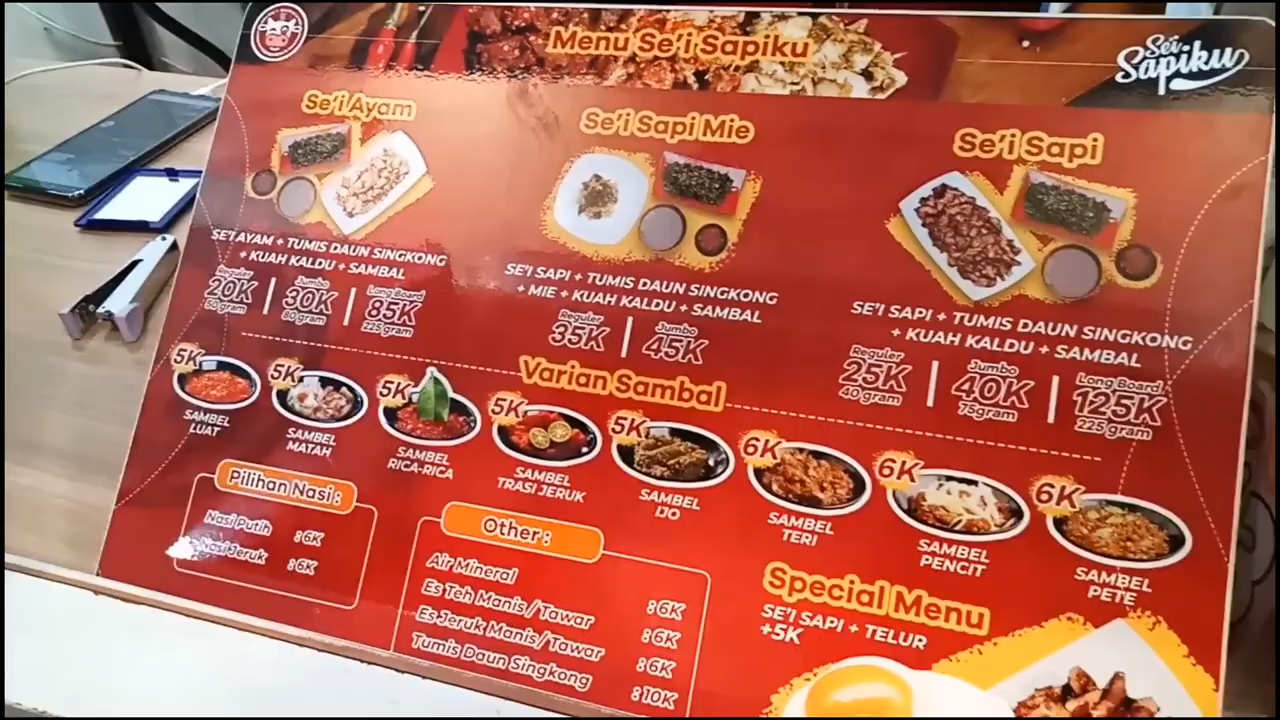 Menu Se'i Sapiku
Sei
Sapiku
Se'i Ayam
SE'I AYAM + TUMIS DAUN SINGKONG
+ KUAH KALDU + SAMBAL
Reguler
20K
50 gram
Jumbo
30K
80 gram
Long Board
85K
225 gram
Se'i Sapi Mie
SE'I SAPI + TUMIS DAUN SINGKONG
+ MIE + KUAH KALDU + SAMBAL
Reguler
35K
Jumbo
45K
Se'i Sapi
SE'I SAPI + TUMIS DAUN SINGKONG
+ KUAH KALDU + SAMBAL
Reguler
25K
40 gram
Jumbo
40K
75gram
Long Board
125K
225 gram
Varian Sambal
5K
SAMBEL
LUAT
5K
SAMBEL
MATAH
5K
SAMBEL
RICA-RICA
5K
SAMBEL
TRASI JERUK
5K
SAMBEL
IJO
6K
SAMBEL
TERI
6K
SAMBEL
PENCIT
6K
SAMBEL
PETE
Pilihan Nasi :
Nasi Putih : 6K
Nasi Jeruk : 6K
Other :
Air Mineral : 6K
Es Teh Manis / Tawar : 6K
Es Jeruk Manis/Tawar : 6K
Tumis Daun Singkong : 10K
Special Menu
SE'I SAPI + TELUR
+5K